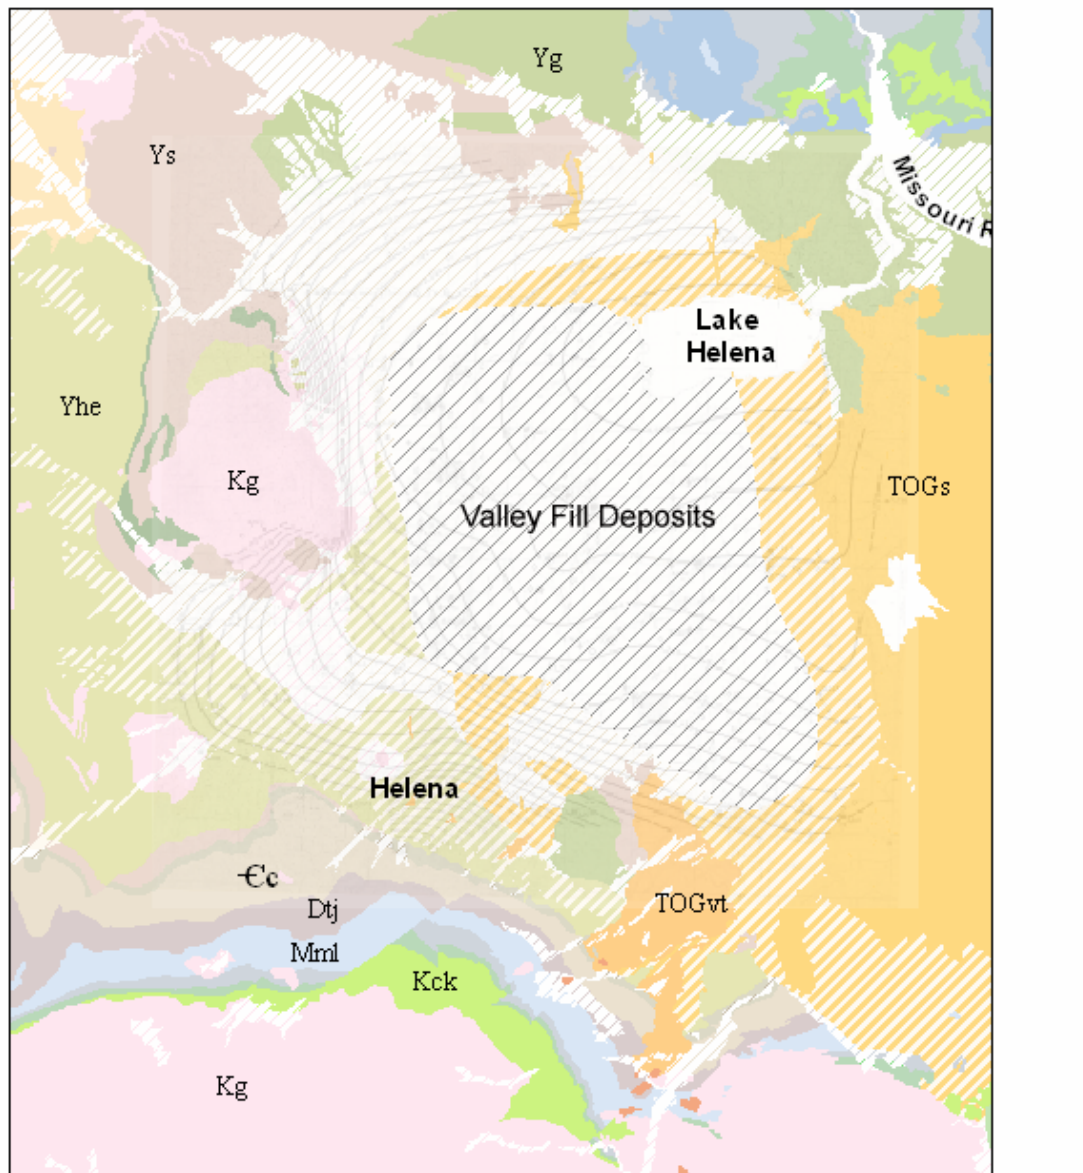 Yg
Ys
Missouri R
Lake
Helena
Yhe
Kg
TOGs
Valley Fill Deposits
Helena
Ꞓc
TOGvt
Dtj
Mml
Kck
Kg